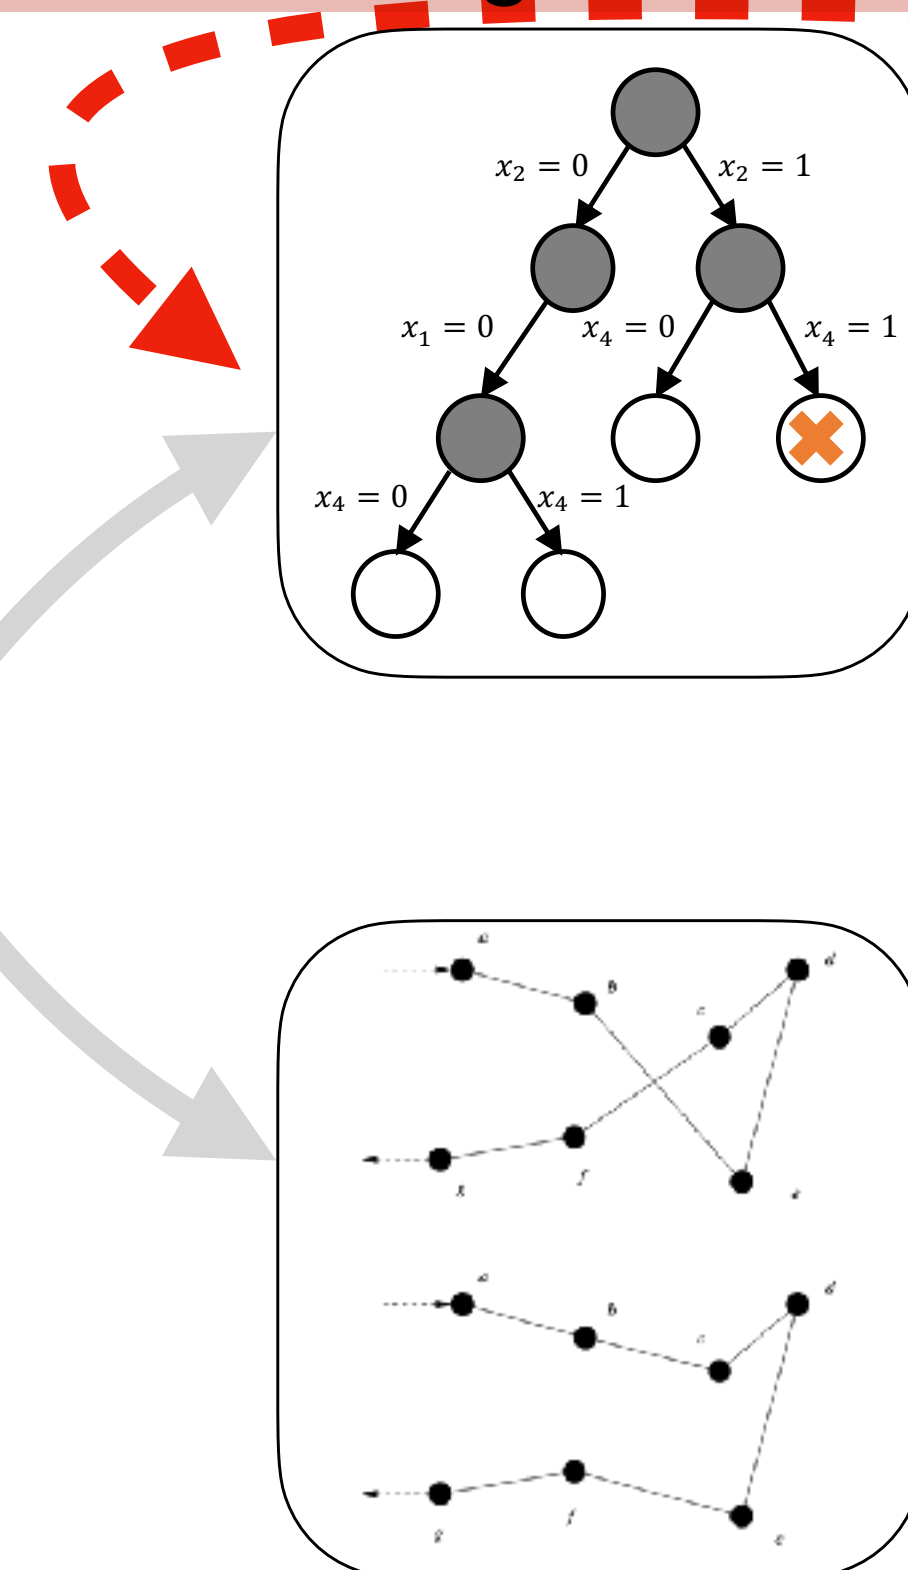 x₂ = 0 x₂ = 1
x₁ = 0 x₄ = 0 x₄ = 1
x₄ = 0 x₄ = 1
a
b
c
d
g
f
e
a
b
c
d
g
f
e